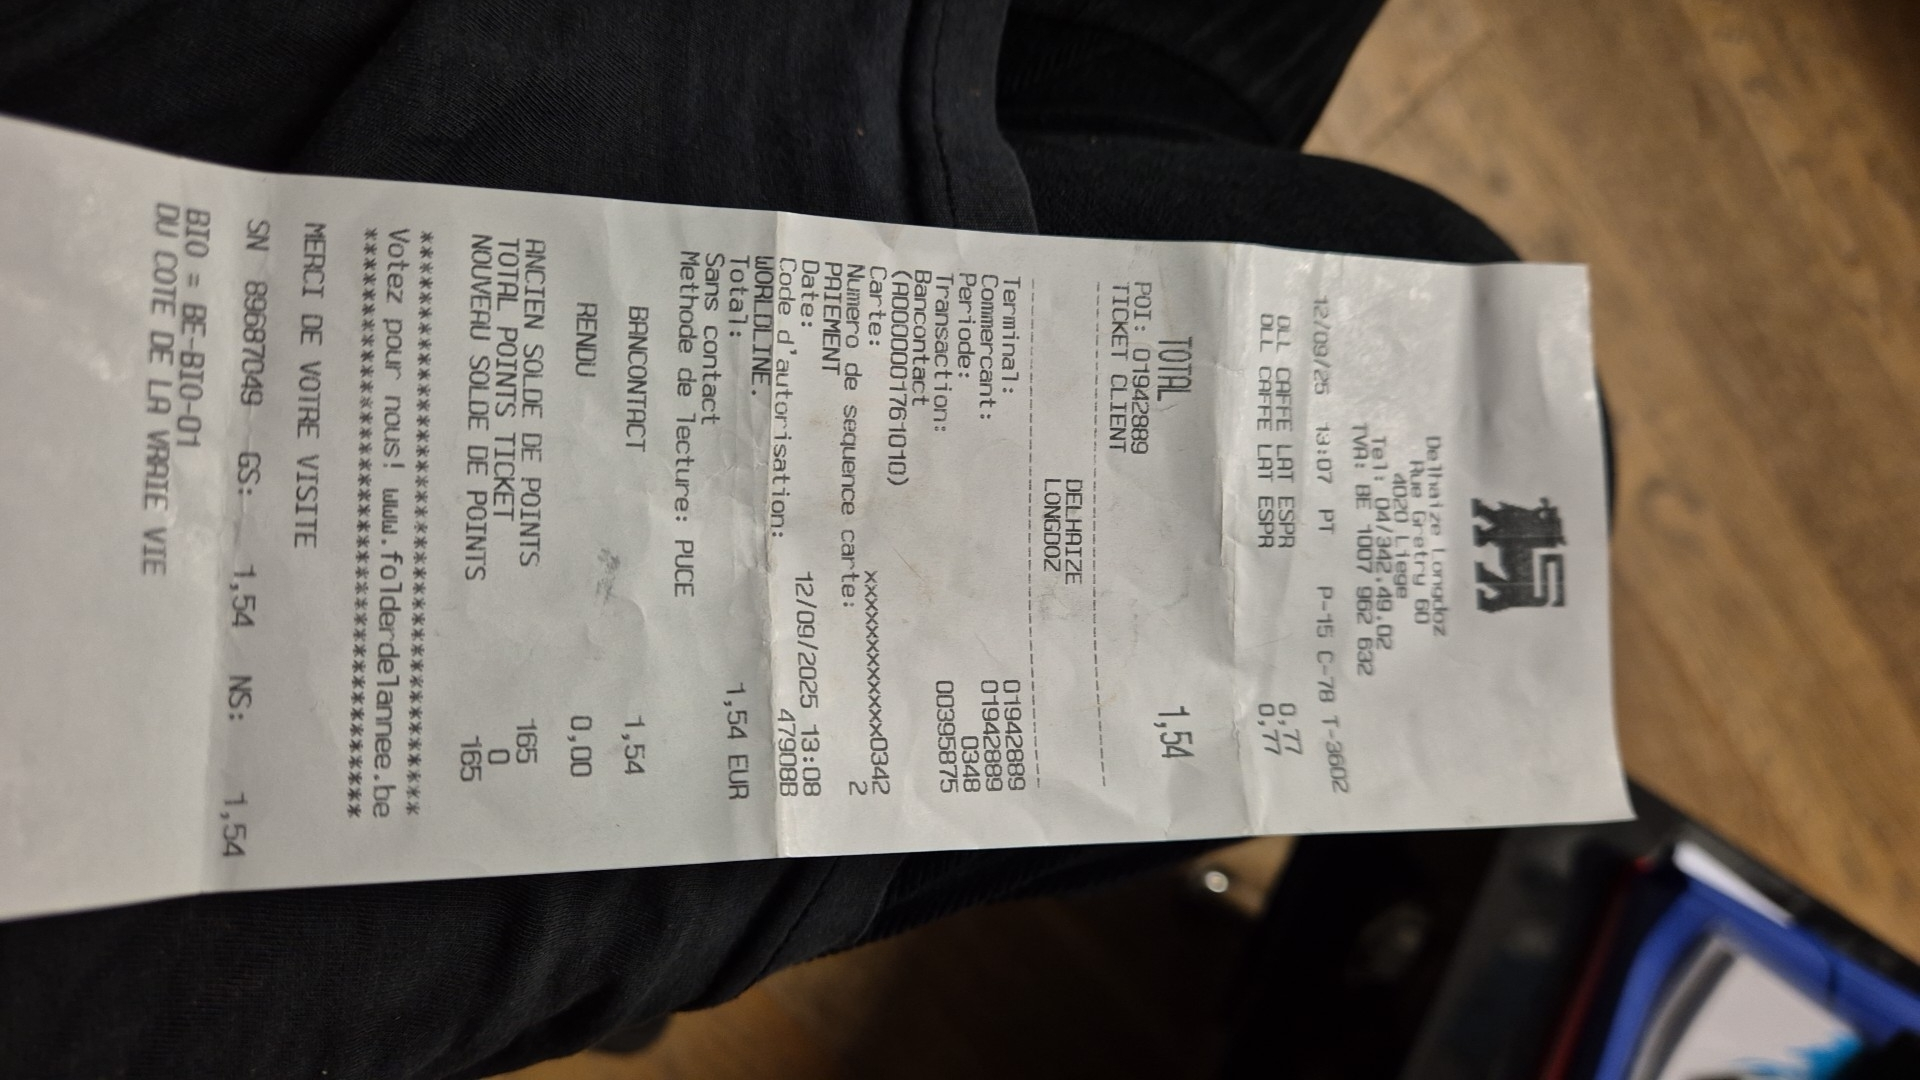 Delhaize Longdoz
Rue Gretry 60
4020 Liege
Tel: 04/342.49.02
TVA: BE 1007 962 632
12/09/25 13:07 PT P-15 C-78 T-3602
DLL CAFFE LAT ESPR 0,77
DLL CAFFE LAT ESPR 0,77
TOTAL 1,54
POI: 01942889
TICKET CLIENT
--------------------------------
DELHAIZE
LONGDOZ
--------------------------------
Terminal: 01942889
Commercant: 01942889
Periode: 0348
Transaction: 00395875
Bancontact
(A0000001761010)
Carte: xxxxxxxxxxxxx0342
Numero de sequence carte: 2
PAIEMENT
Date: 12/09/2025 13:08
Code d'autorisation: 47908B
WORLDLINE.
Total: 1,54 EUR
Sans contact
Methode de lecture: PUCE
BANCONTACT 1,54
RENDU 0,00
ANCIEN SOLDE DE POINTS 165
TOTAL POINTS TICKET 0
NOUVEAU SOLDE DE POINTS 165
****************************************
Votez pour nous! www.folderdelannee.be
****************************************
MERCI DE VOTRE VISITE
SN 89687049 GS: 1,54 NS: 1,54
BIO = BE-BIO-01
DU COTE DE LA VRAIE VIE